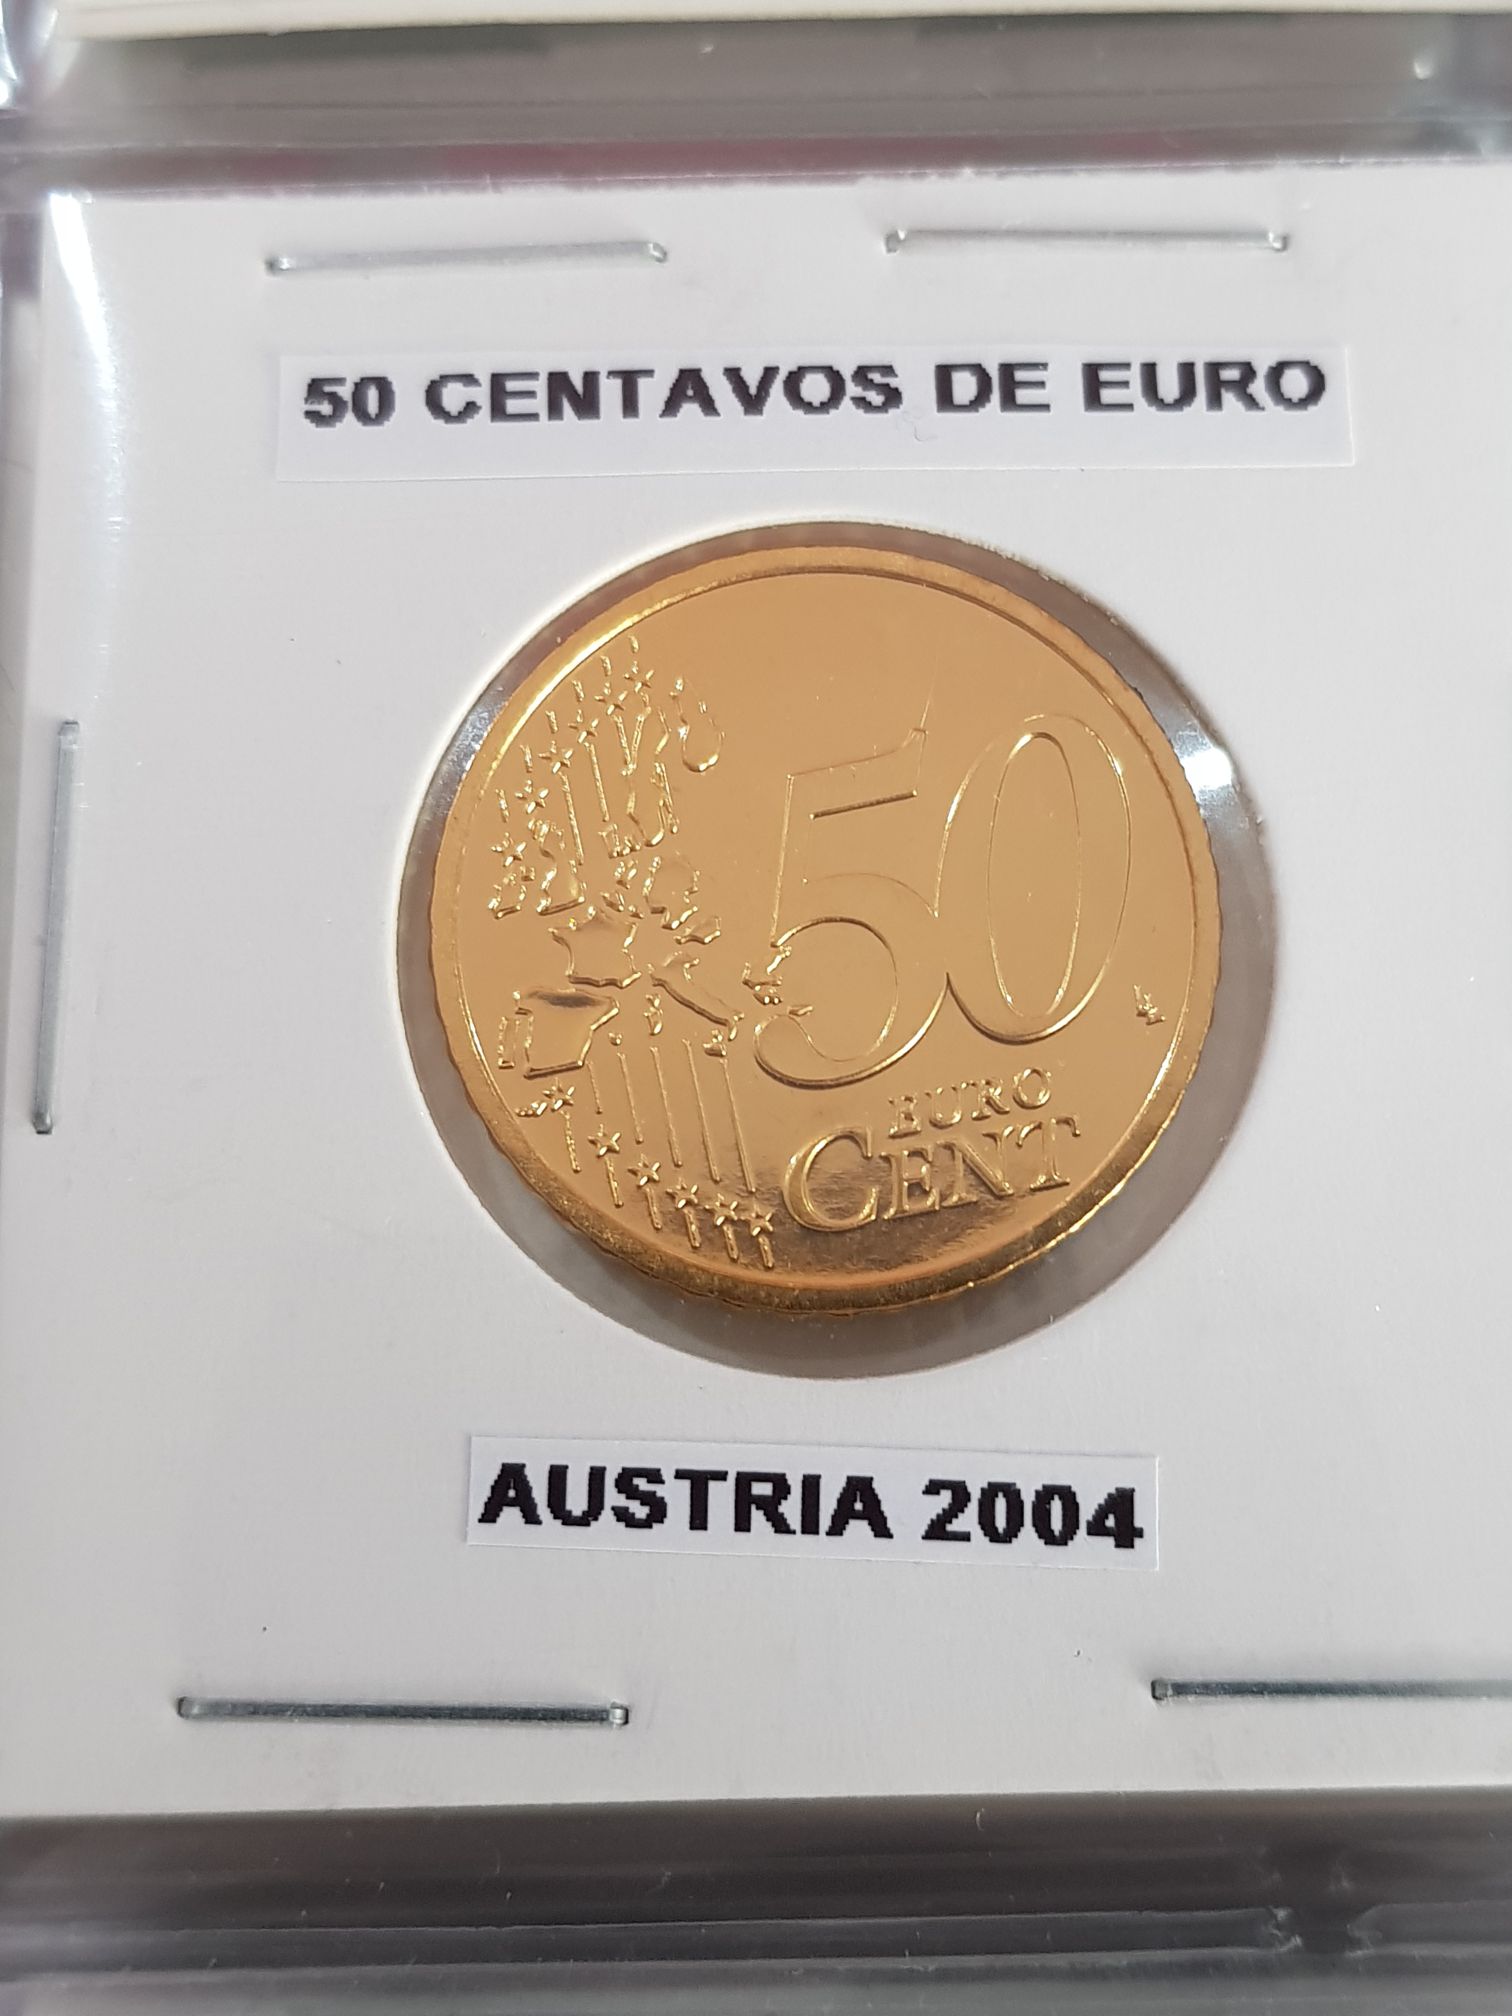 50 CENTAVOS DE EURO
50
EURO
CENT
AUSTRIA 2004